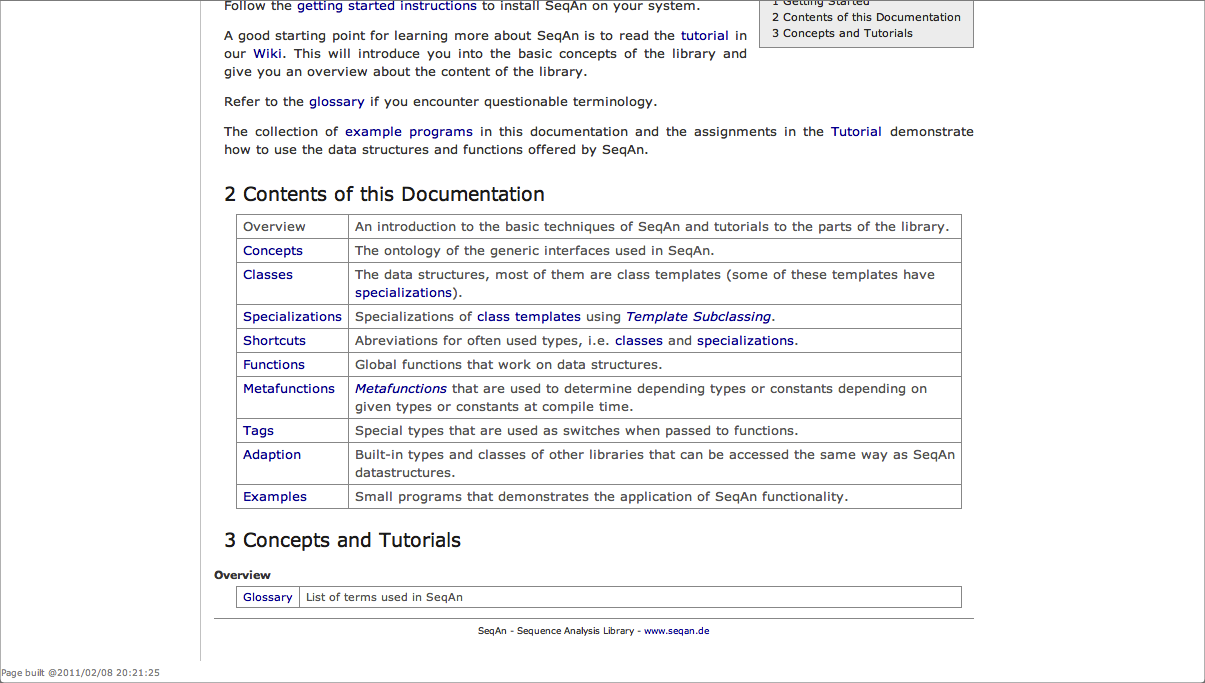 Follow the getting started instructions to install SeqAn on your system.
1 Getting Started
2 Contents of this Documentation
3 Concepts and Tutorials
A good starting point for learning more about SeqAn is to read the tutorial in
our Wiki. This will introduce you into the basic concepts of the library and
give you an overview about the content of the library.
Refer to the glossary if you encounter questionable terminology.
The collection of example programs in this documentation and the assignments in the Tutorial demonstrate
how to use the data structures and functions offered by SeqAn.
2 Contents of this Documentation
Overview An introduction to the basic techniques of SeqAn and tutorials to the parts of the library.
Concepts The ontology of the generic interfaces used in SeqAn.
Classes The data structures, most of them are class templates (some of these templates have
specializations).
Specializations Specializations of class templates using Template Subclassing.
Shortcuts Abreviations for often used types, i.e. classes and specializations.
Functions Global functions that work on data structures.
Metafunctions Metafunctions that are used to determine depending types or constants depending on
given types or constants at compile time.
Tags Special types that are used as switches when passed to functions.
Adaption Built-in types and classes of other libraries that can be accessed the same way as SeqAn
datastructures.
Examples Small programs that demonstrates the application of SeqAn functionality.
3 Concepts and Tutorials
Overview
Glossary List of terms used in SeqAn
SeqAn - Sequence Analysis Library - www.seqan.de
Page built @2011/02/08 20:21:25